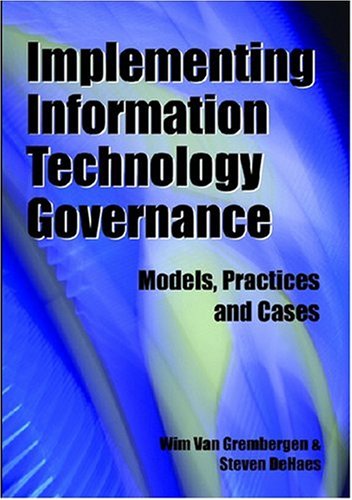 Implementing
Information
Technology
Governance
Models, Practices
and Cases
Wim Van Grembergen &
Steven DeHaes